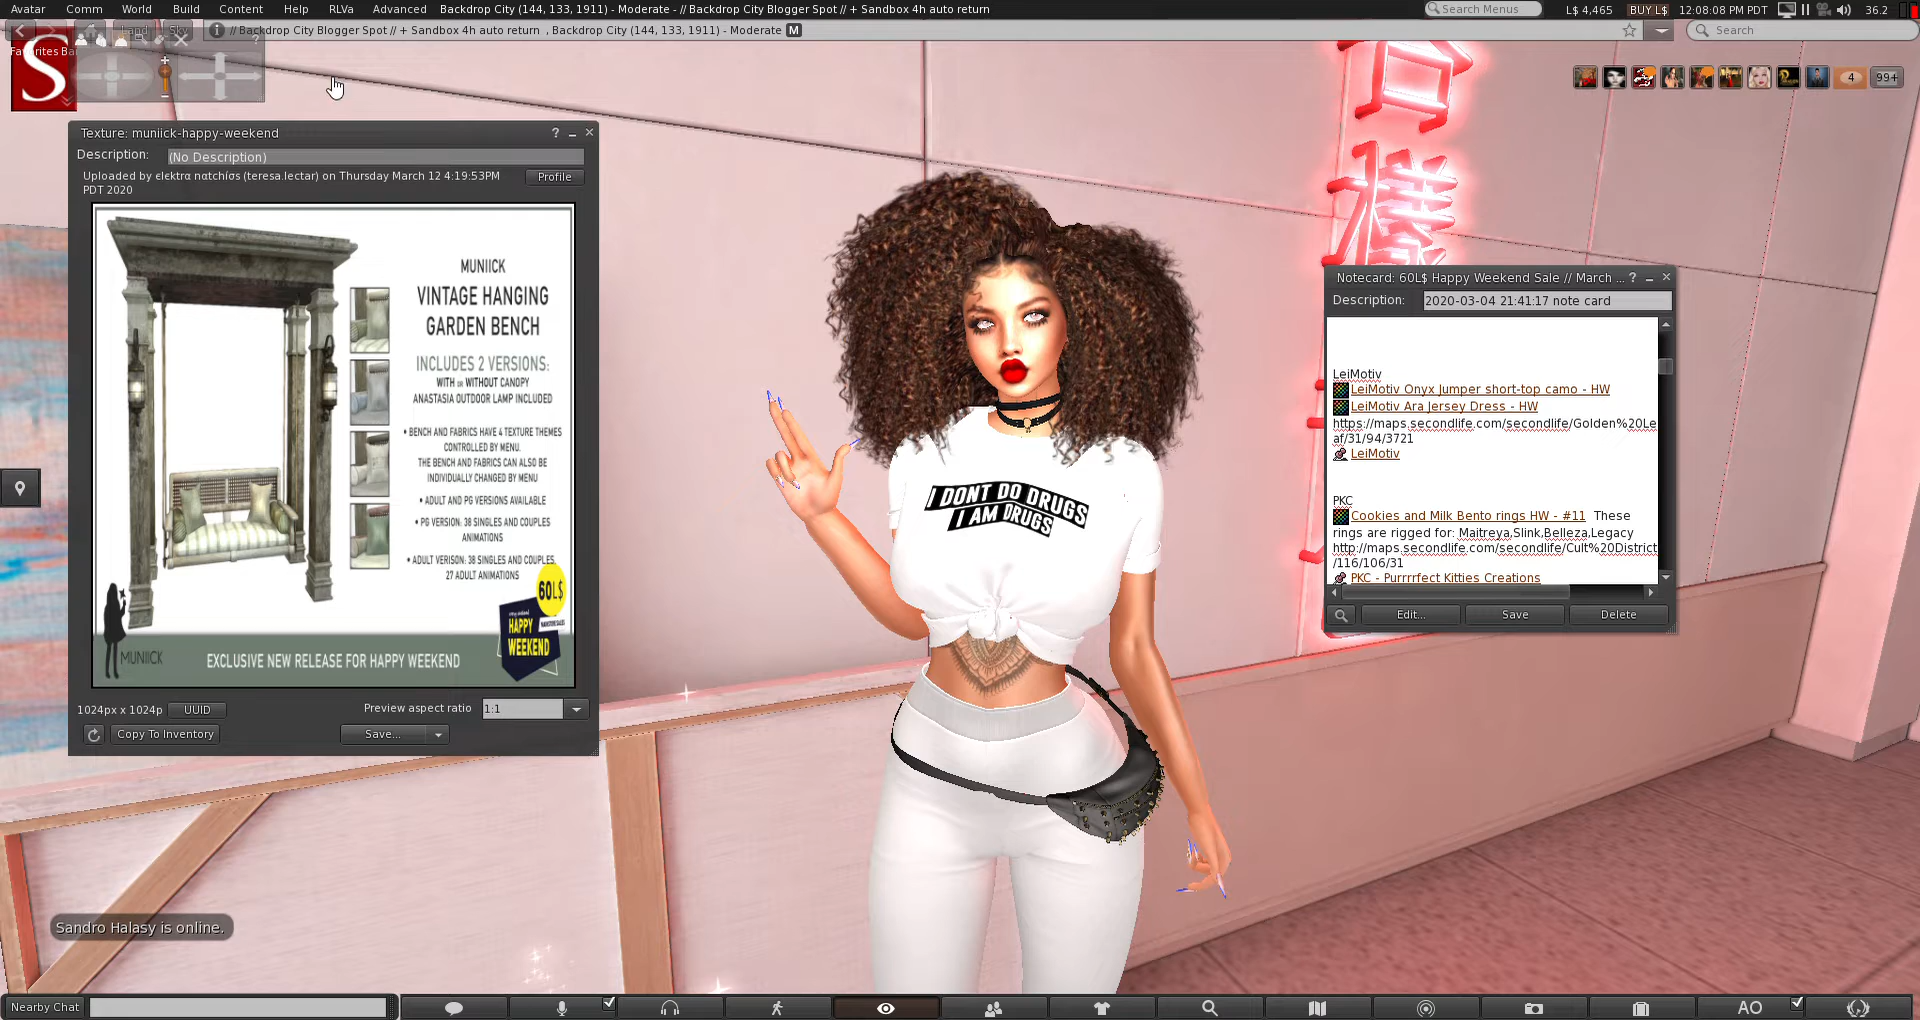 Avatar Comm World Build Content Help RLVa Advanced Backdrop City (144, 133, 1911) - Moderate - // Backdrop City Blogger Spot // + Sandbox 4h auto return Search Menus L$ 4,465 BUY L$ 12:08:08 PM PDT 36.2
Land Sky // Backdrop City Blogger Spot // + Sandbox 4h auto return , Backdrop City (144, 133, 1911) - Moderate M Search
Favorites Ba
S
4 99+
Texture: muniick-happy-weekend ?
Description: (No Description)
Uploaded by єlєktrα nαtchíσs (teresa.lectar) on Thursday March 12 4:19:53PM
PDT 2020
Profile
MUNIICK
VINTAGE HANGING
GARDEN BENCH
INCLUDES 2 VERSIONS:
WITH OR WITHOUT CANOPY
ANASTASIA OUTDOOR LAMP INCLUDED
• BENCH AND FABRICS HAVE 4 TEXTURE THEMES
CONTROLLED BY MENU.
THE BENCH AND FABRICS CAN ALSO BE
INDIVIDUALLY CHANGED BY MENU
• ADULT AND PG VERSIONS AVAILABLE
• PG VERSION: 38 SINGLES AND COUPLES
ANIMATIONS
• ADULT VERISON: 38 SINGLES AND COUPLES,
27 ADULT ANIMATIONS
60L$
HAPPY
WEEKEND
MUNIICK
EXCLUSIVE NEW RELEASE FOR HAPPY WEEKEND
1024px x 1024p UUID Preview aspect ratio 1:1
Copy To Inventory Save...
I DONT DO DRUGS
I AM DRUGS
Notecard: 60L$ Happy Weekend Sale // March ... ?
Description: 2020-03-04 21:41:17 note card
LeiMotiv
LeiMotiv Onyx Jumper short-top camo - HW
LeiMotiv Ara Jersey Dress - HW
https://maps.secondlife.com/secondlife/Golden%20Le
af/31/94/3721
LeiMotiv
PKC
Cookies and Milk Bento rings HW - #11 These
rings are rigged for: Maitreya,Slink,Belleza,Legacy
http://maps.secondlife.com/secondlife/Cult%20District
/116/106/31
PKC - Purrrrfect Kitties Creations
Edit... Save Delete
Sandro Halasy is online.
Nearby Chat
AO